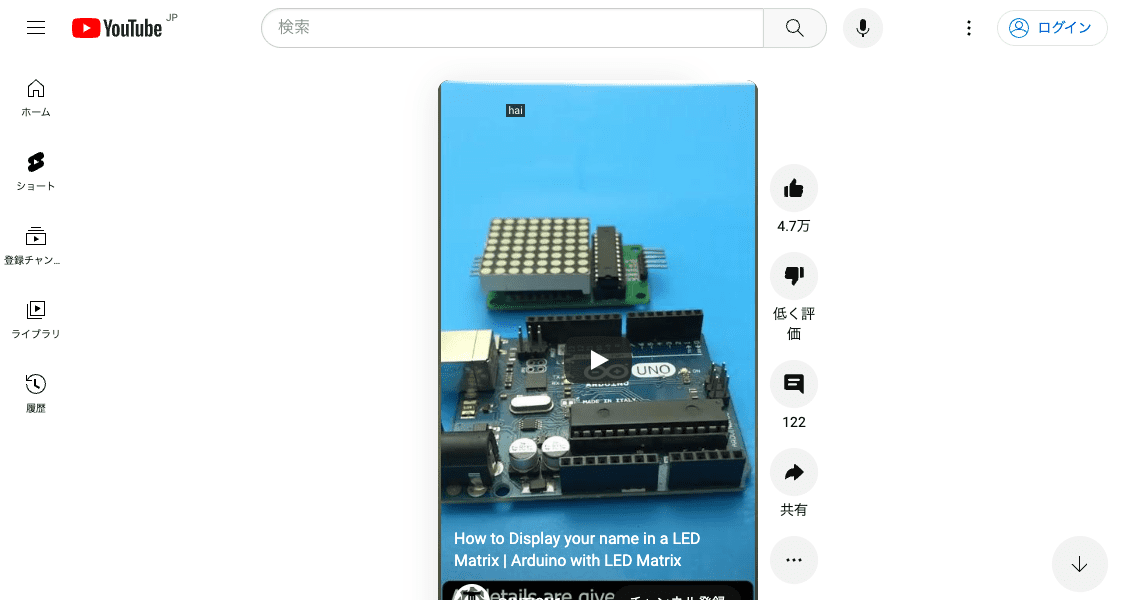 YouTube JP
検索
ログイン
ホーム
ショート
登録チャン...
ライブラリ
履歴
hai
UNO
ARDUINO
MADE IN ITALY
How to Display your name in a LED
Matrix | Arduino with LED Matrix
details are give
チャンネル登録
4.7万
低く評
価
122
共有